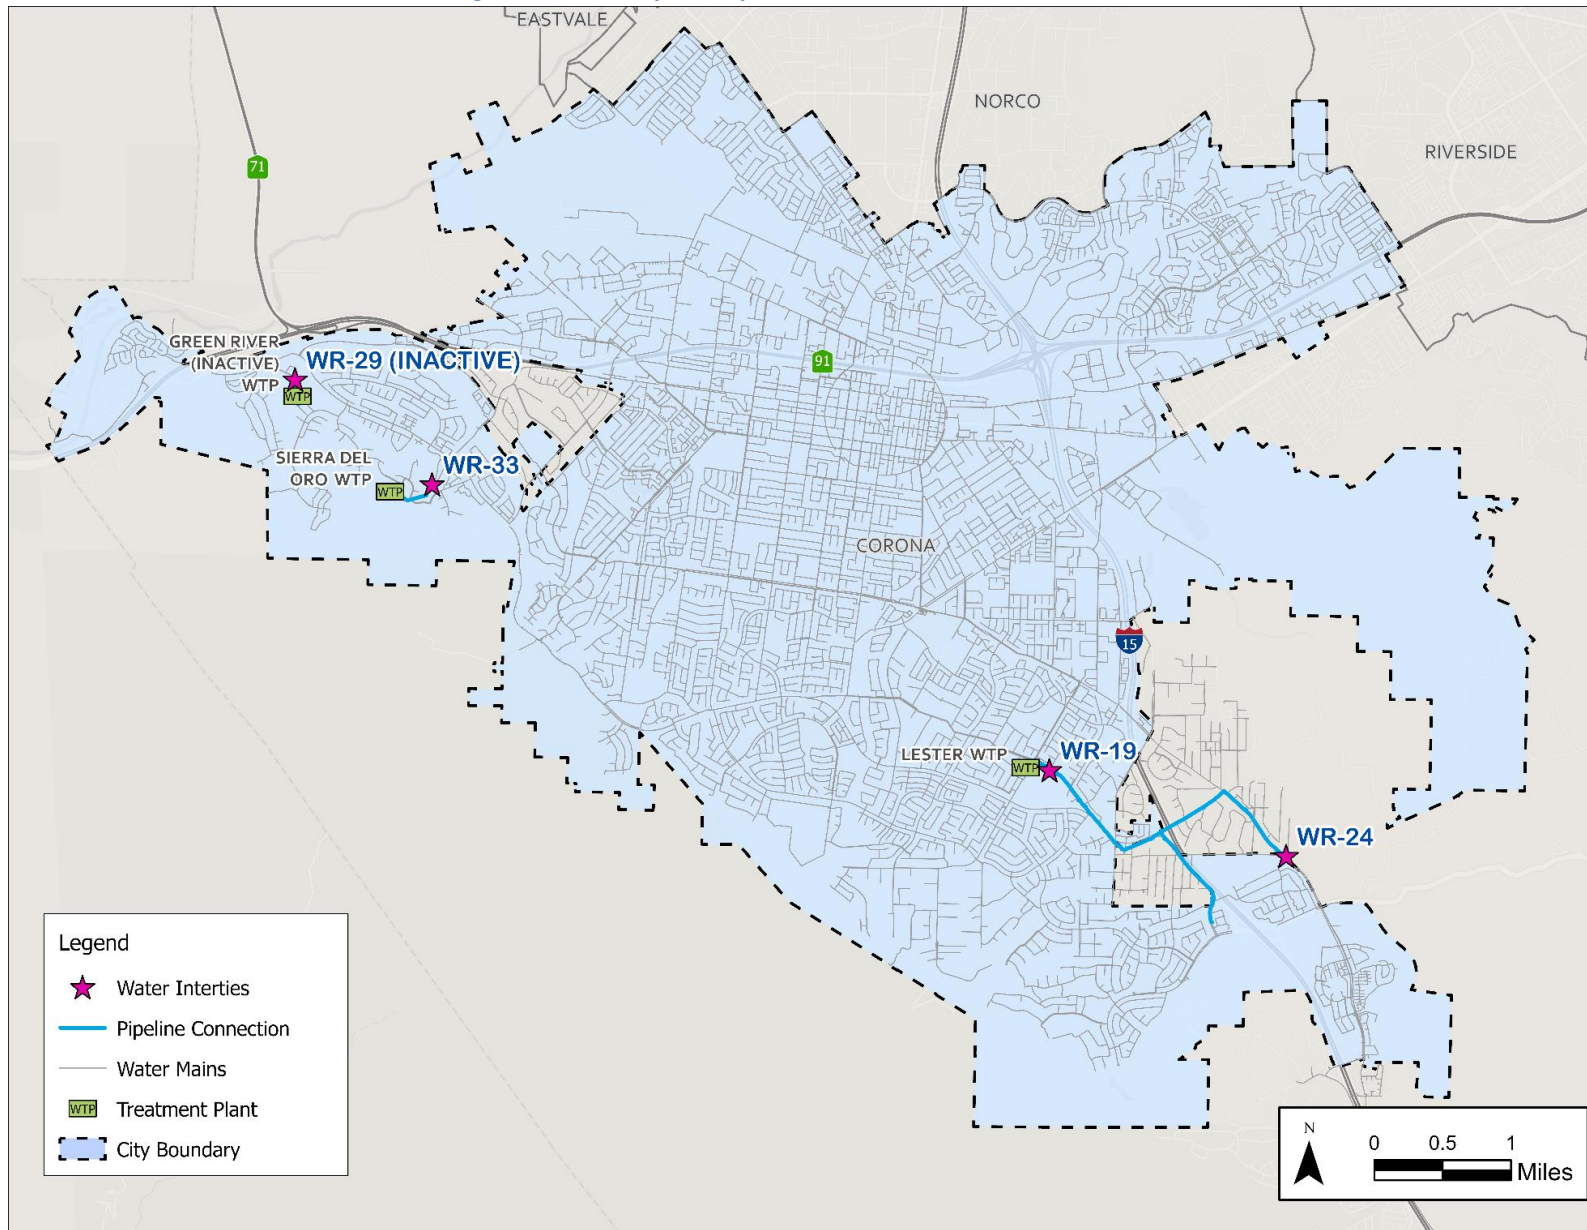 EASTVALE
NORCO
RIVERSIDE
71
GREEN RIVER
(INACTIVE)
WTP
WR-29 (INACTIVE)
WTP
91
SIERRA DEL
ORO WTP
WR-33
WTP
CORONA
15
LESTER WTP
WTP
WR-19
WR-24
Legend
Water Interties
Pipeline Connection
Water Mains
WTP
Treatment Plant
City Boundary
N
0 0.5 1
Miles